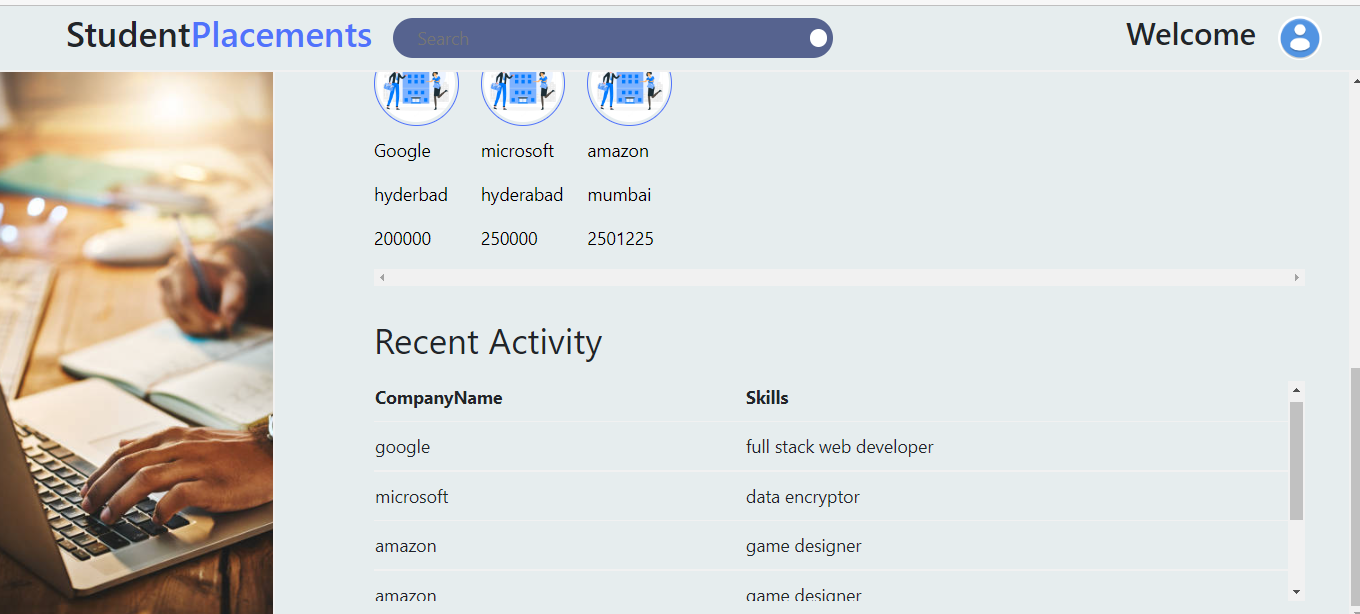 StudentPlacements Search Welcome
Google microsoft amazon
hyderbad hyderabad mumbai
200000 250000 2501225
Recent Activity
CompanyName Skills
google full stack web developer
microsoft data encryptor
amazon game designer
amazon game designer